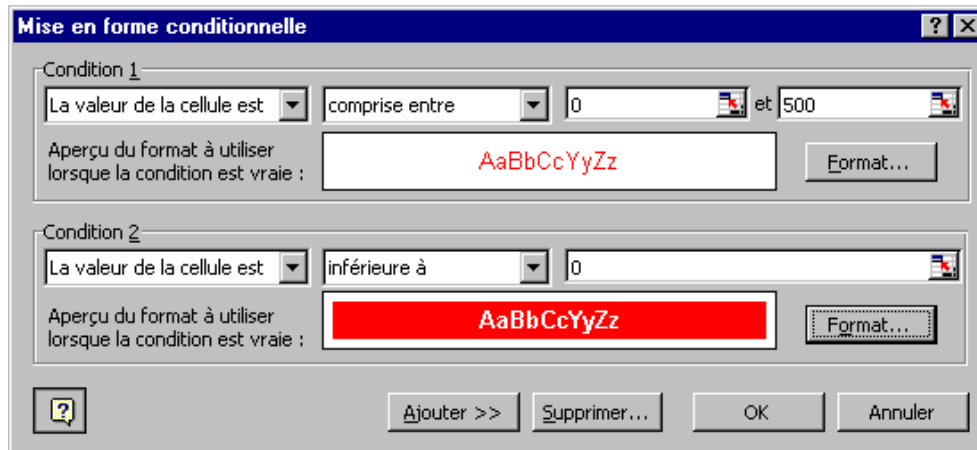 Mise en forme conditionnelle
Condition 1
La valeur de la cellule est comprise entre 0 et 500
Aperçu du format à utiliser
lorsque la condition est vraie :
AaBbCcYyZz
Format...
Condition 2
La valeur de la cellule est inférieure à 0
Aperçu du format à utiliser
lorsque la condition est vraie :
AaBbCcYyZz
Format...
? Ajouter >> Supprimer... OK Annuler